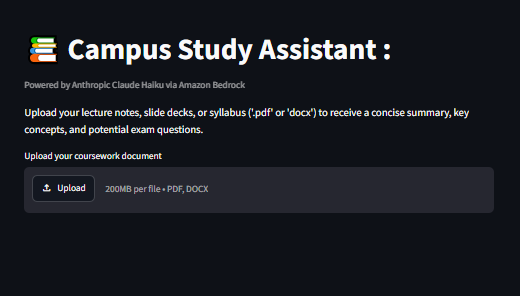 Campus Study Assistant :
Powered by Anthropic Claude Haiku via Amazon Bedrock
Upload your lecture notes, slide decks, or syllabus ('.pdf' or 'docx') to receive a concise summary, key
concepts, and potential exam questions.
Upload your coursework document
Upload 200MB per file • PDF, DOCX